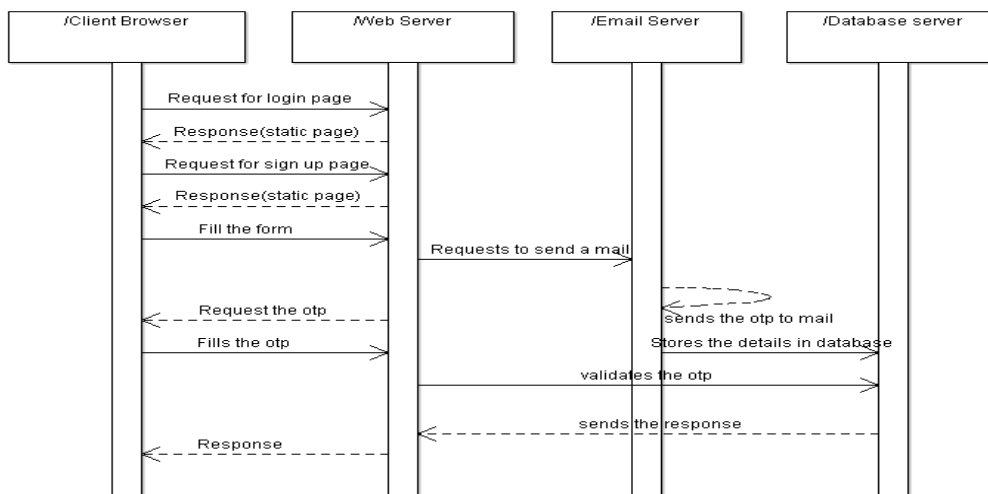 /Client Browser
/Web Server
/Email Server
/Database server
Request for login page
Response(static page)
Request for sign up page
Response(static page)
Fill the form
Requests to send a mail
Request the otp
sends the otp to mail
Fills the otp
Stores the details in database
validates the otp
sends the response
Response